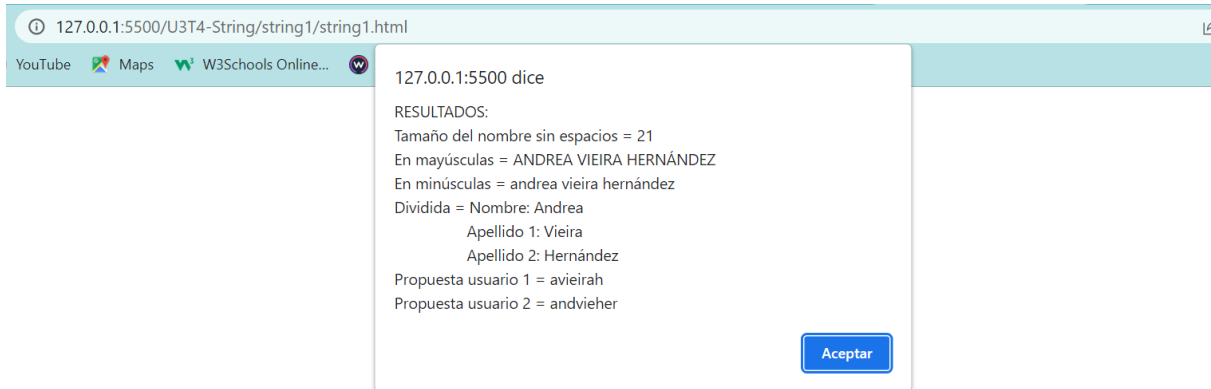 127.0.0.1:5500/U3T4-String/string1/string1.html
YouTube Maps W3Schools Online...
127.0.0.1:5500 dice
RESULTADOS:
Tamaño del nombre sin espacios = 21
En mayúsculas = ANDREA VIEIRA HERNÁNDEZ
En minúsculas = andrea vieira hernández
Dividida = Nombre: Andrea
Apellido 1: Vieira
Apellido 2: Hernández
Propuesta usuario 1 = avieirah
Propuesta usuario 2 = andvieher
Aceptar